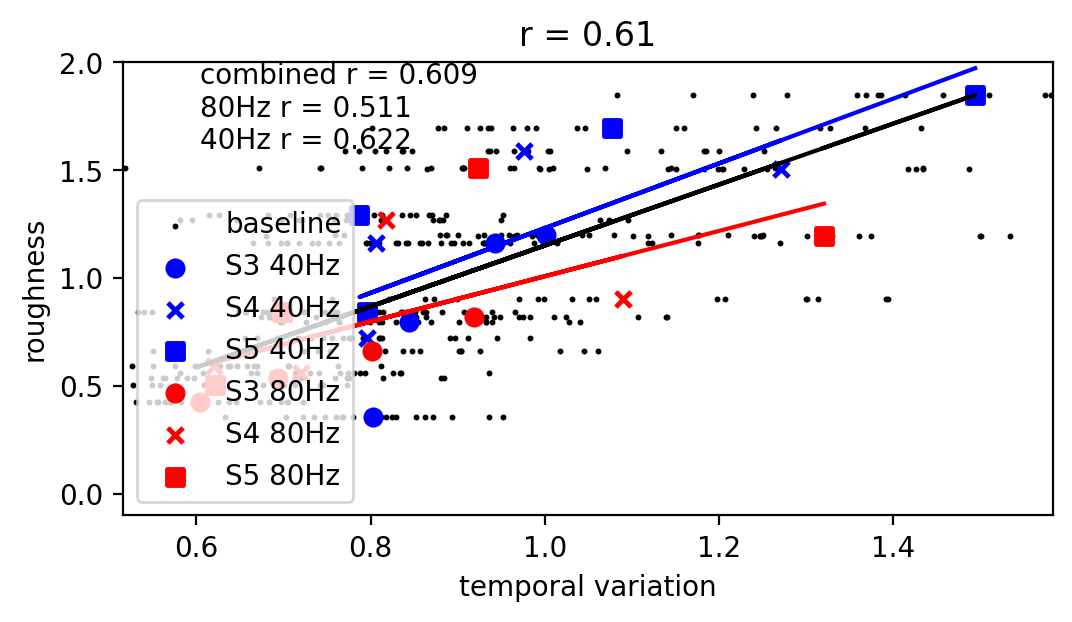 r = 0.61
combined r = 0.609
80Hz r = 0.511
40Hz r = 0.622
2.0
1.5
1.0
0.5
0.0
roughness
baseline
S3 40Hz
S4 40Hz
S5 40Hz
S3 80Hz
S4 80Hz
S5 80Hz
0.6 0.8 1.0 1.2 1.4
temporal variation